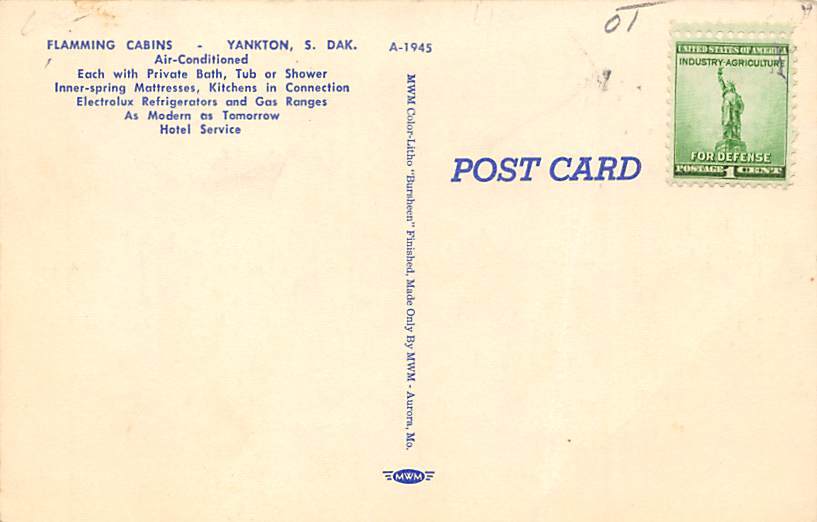 FLAMMING CABINS - YANKTON, S. DAK.
Air-Conditioned
Each with Private Bath, Tub or Shower
Inner-spring Mattresses, Kitchens in Connection
Electrolux Refrigerators and Gas Ranges
As Modern as Tomorrow
Hotel Service
A-1945
MWM Color-Litho "Bursheen" Finished, Made Only By MWM - Aurora, Mo.
MWM
POST CARD
OT
UNITED STATES OF AMERICA
INDUSTRY-AGRICULTURE
FOR DEFENSE
POSTAGE 1 CENT